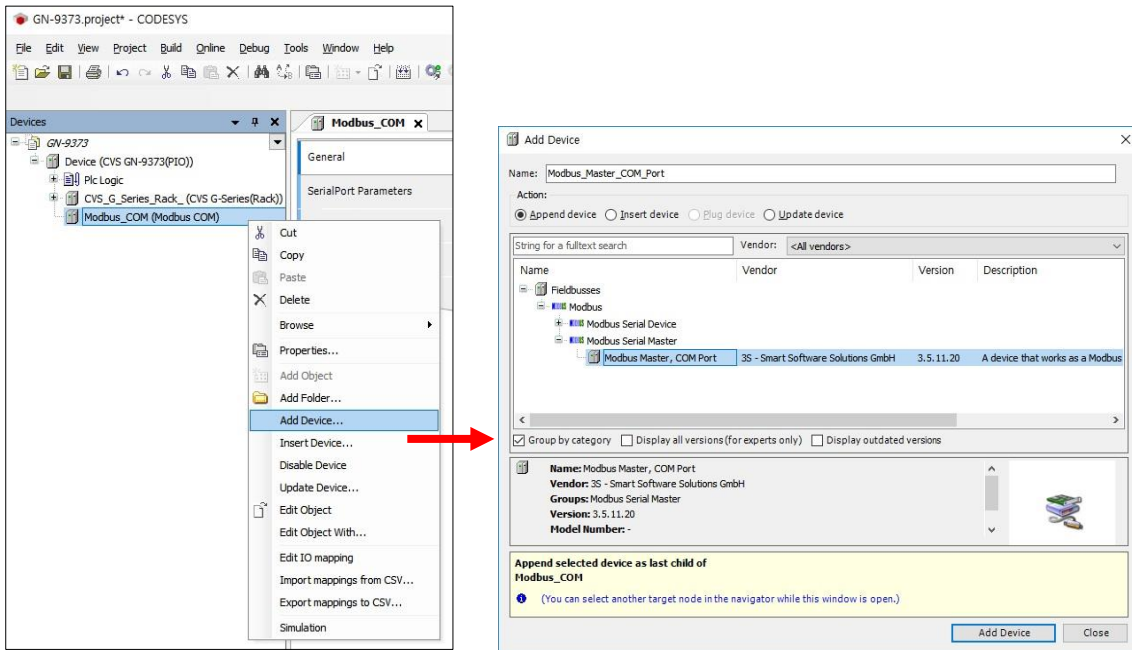 GN-9373.project* - CODESYS
File Edit View Project Build Online Debug Tools Window Help
Devices
Modbus_COM
GN-9373
Device (CVS GN-9373(PIO))
Plc Logic
CVS_G_Series_Rack_ (CVS G-Series(Rack))
Modbus_COM (Modbus COM)
General
SerialPort Parameters
Cut
Copy
Paste
Delete
Browse
Properties...
Add Object
Add Folder...
Add Device...
Insert Device...
Disable Device
Update Device...
Edit Object
Edit Object With...
Edit IO mapping
Import mappings from CSV...
Export mappings to CSV...
Simulation
Add Device
Name: Modbus_Master_COM_Port
Action:
Append device Insert device Plug device Update device
String for a fulltext search Vendor: <All vendors>
Name Vendor Version Description
Fieldbusses
Modbus
Modbus Serial Device
Modbus Serial Master
Modbus Master, COM Port 3S - Smart Software Solutions GmbH 3.5.11.20 A device that works as a Modbus
Group by category Display all versions (for experts only) Display outdated versions
Name: Modbus Master, COM Port
Vendor: 3S - Smart Software Solutions GmbH
Groups: Modbus Serial Master
Version: 3.5.11.20
Model Number: -
Append selected device as last child of
Modbus_COM
(You can select another target node in the navigator while this window is open.)
Add Device Close